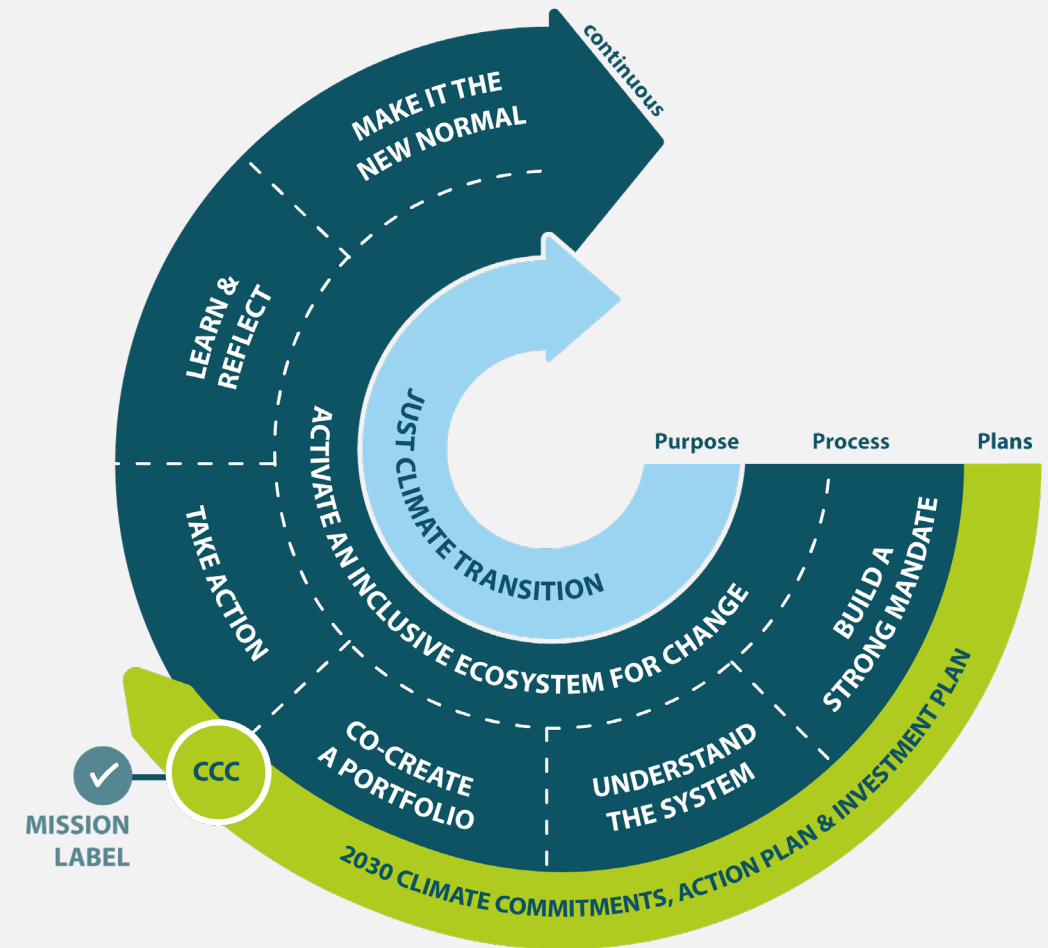 continuous
MAKE IT THE
NEW NORMAL
LEARN &
REFLECT
TAKE ACTION
ACTIVATE AN INCLUSIVE ECOSYSTEM FOR CHANGE
JUST CLIMATE TRANSITION
Purpose
Process
Plans
BUILD A
STRONG MANDATE
UNDERSTAND
THE SYSTEM
CO-CREATE
A PORTFOLIO
CCC
MISSION
LABEL
2030 CLIMATE COMMITMENTS, ACTION PLAN & INVESTMENT PLAN